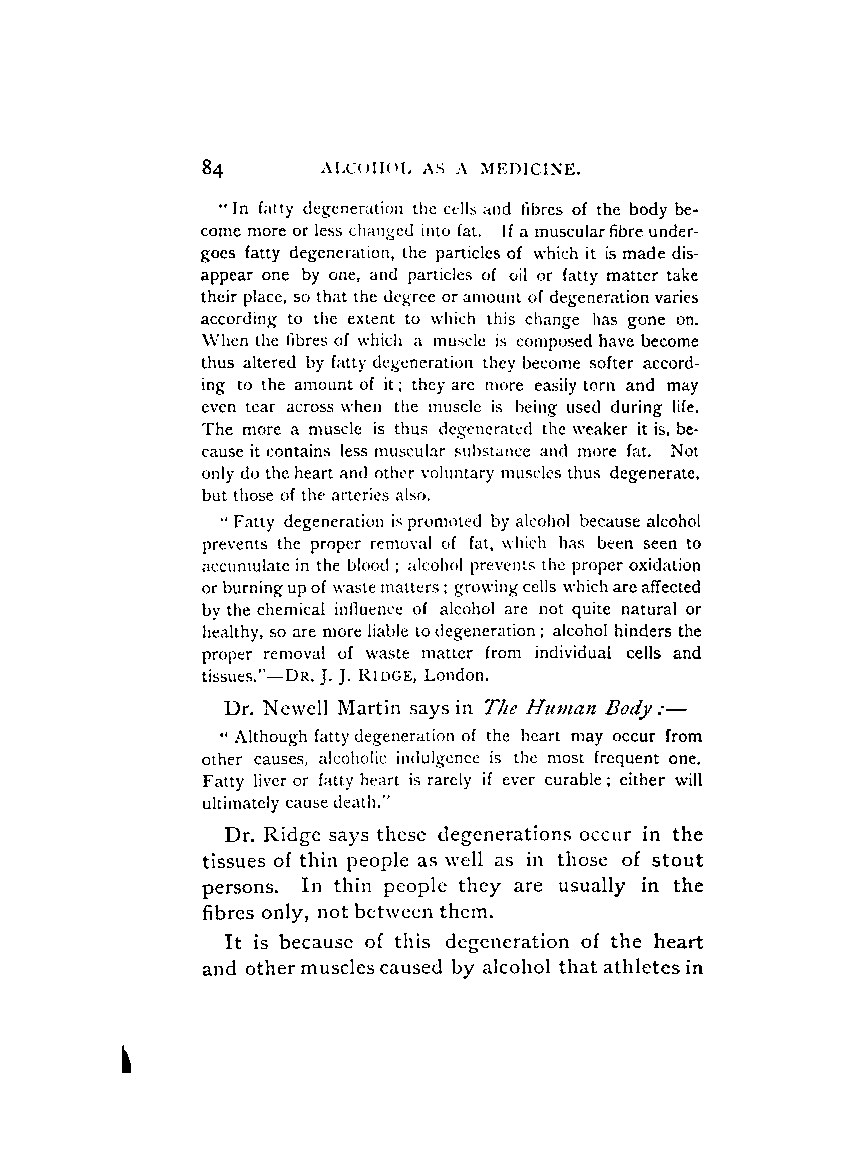 84 ALCOHOL AS A MEDICINE.
"In fatty degeneration the cells and fibres of the body be-
come more or less changed into fat. If a muscular fibre under-
goes fatty degeneration, the particles of which it is made dis-
appear one by one, and particles of oil or fatty matter take
their place, so that the degree or amount of degeneration varies
according to the extent to which this change has gone on.
When the fibres of which a muscle is composed have become
thus altered by fatty degeneration they become softer accord-
ing to the amount of it; they are more easily torn and may
even tear across when the muscle is being used during life.
The more a muscle is thus degenerated the weaker it is, be-
cause it contains less muscular substance and more fat. Not
only do the heart and other voluntary muscles thus degenerate,
but those of the arteries also.
"Fatty degeneration is promoted by alcohol because alcohol
prevents the proper removal of fat, which has been seen to
accumulate in the blood; alcohol prevents the proper oxidation
or burning up of waste matters; growing cells which are affected
by the chemical influence of alcohol are not quite natural or
healthy, so are more liable to degeneration; alcohol hinders the
proper removal of waste matter from individual cells and
tissues."—DR. J. J. RIDGE, London.
Dr. Newell Martin says in The Human Body:—
"Although fatty degeneration of the heart may occur from
other causes, alcoholic indulgence is the most frequent one.
Fatty liver or fatty heart is rarely if ever curable; either will
ultimately cause death."
Dr. Ridge says these degenerations occur in the
tissues of thin people as well as in those of stout
persons. In thin people they are usually in the
fibres only, not between them.
It is because of this degeneration of the heart
and other muscles caused by alcohol that athletes in